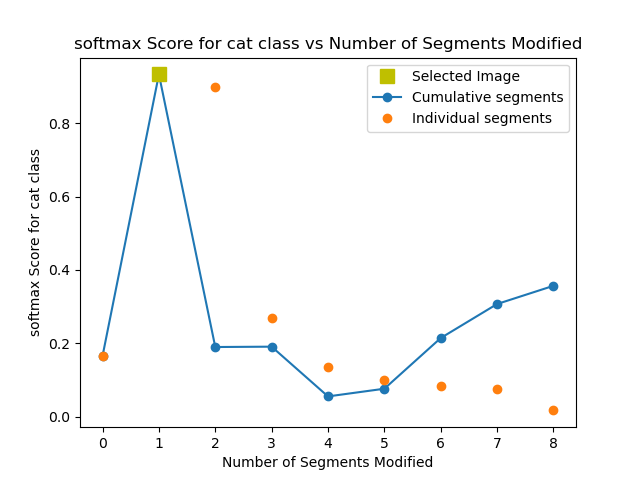 softmax Score for cat class vs Number of Segments Modified
Selected Image
Cumulative segments
Individual segments
softmax Score for cat class
0.8
0.6
0.4
0.2
0.0
0 1 2 3 4 5 6 7 8
Number of Segments Modified